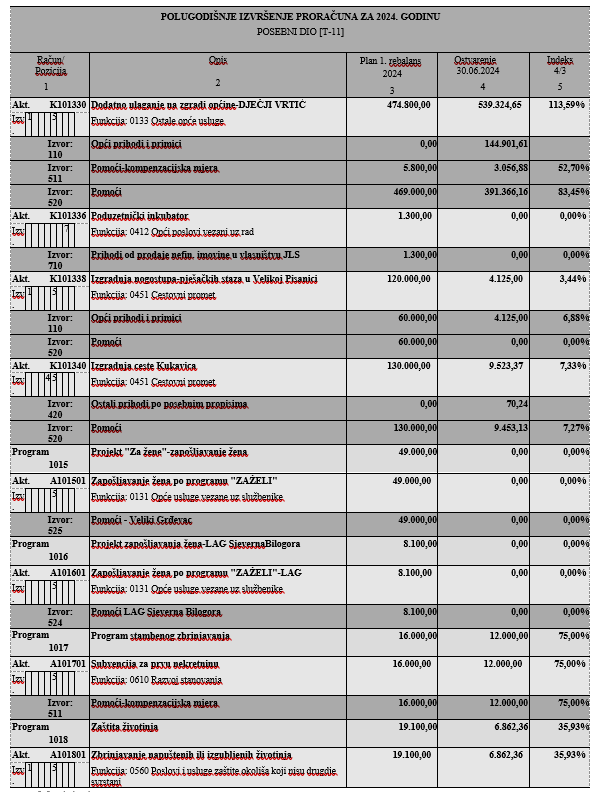 POLUGODIŠNJE IZVRŠENJE PRORAČUNA ZA 2024. GODINU
POSEBNI DIO [T-11]
Račun/ Opis Plan 1. rebalans Ostvarenje Indeks
Pozicija 2024 30.06.2024 4/3
1 2 3 4 5
Akt. K101330 Dodatno ulaganje na zgradi općine-DJEČJI VRTIĆ 474.800,00 539.324,65 113,59%
Izv 1 5 Funkcija: 0133 Ostale opće usluge
.
Izvor: Opći prihodi i primici 0,00 144.901,61
110
Izvor: Pomoći-kompenzacijska mjera 5.800,00 3.056,88 52,70%
511
Izvor: Pomoći 469.000,00 391.366,16 83,45%
520
Akt. K101336 Poduzetnički inkubator 1.300,00 0,00 0,00%
Izv 7 Funkcija: 0412 Opći poslovi vezani uz rad
.
Izvor: Prihodi od prodaje nefin. imovine u vlasništvu JLS 1.300,00 0,00 0,00%
710
Akt. K101338 Izgradnja nogostupa-pješačkih staza u Velikoj Pisanici 120.000,00 4.125,00 3,44%
Izv 1 5 Funkcija: 0451 Cestovni promet
.
Izvor: Opći prihodi i primici 60.000,00 4.125,00 6,88%
110
Izvor: Pomoći 60.000,00 0,00 0,00%
520
Akt. K101340 Izgradnja ceste Kukavica 130.000,00 9.523,37 7,33%
Izv 4 5 Funkcija: 0451 Cestovni promet
.
Izvor: Ostali prihodi po posebnim propisima 0,00 70,24
420
Izvor: Pomoći 130.000,00 9.453,13 7,27%
520
Program Projekt "Za žene"-zapošljavanje žena 49.000,00 0,00 0,00%
1015
Akt. A101501 Zapošljavanje žena po programu "ZAŽELI" 49.000,00 0,00 0,00%
Izv 5 Funkcija: 0131 Opće usluge vezane uz službenike
.
Izvor: Pomoći - Veliki Grđevac 49.000,00 0,00 0,00%
525
Program Projekt zapošljavanja žena-LAG SjevernaBilogora 8.100,00 0,00 0,00%
1016
Akt. A101601 Zapošljavanje žena po programu "ZAŽELI"-LAG 8.100,00 0,00 0,00%
Izv 5 Funkcija: 0131 Opće usluge vezane uz službenike
.
Izvor: Pomoći LAG Sjeverna Bilogora 8.100,00 0,00 0,00%
524
Program Program stambenog zbrinjavanja 16.000,00 12.000,00 75,00%
1017
Akt. A101701 Subvencija za prvu nekretninu 16.000,00 12.000,00 75,00%
Izv 5 Funkcija: 0610 Razvoj stanovanja
.
Izvor: Pomoći-kompenzacijska mjera 16.000,00 12.000,00 75,00%
511
Program Zaštita životinja 19.100,00 6.862,36 35,93%
1018
Akt. A101801 Zbrinjavanje napuštenih ili izgubljenih životinja 19.100,00 6.862,36 35,93%
Izv 1 5 Funkcija: 0560 Poslovi i usluge zaštite okoliša koji nisu drugdje
. svrstani